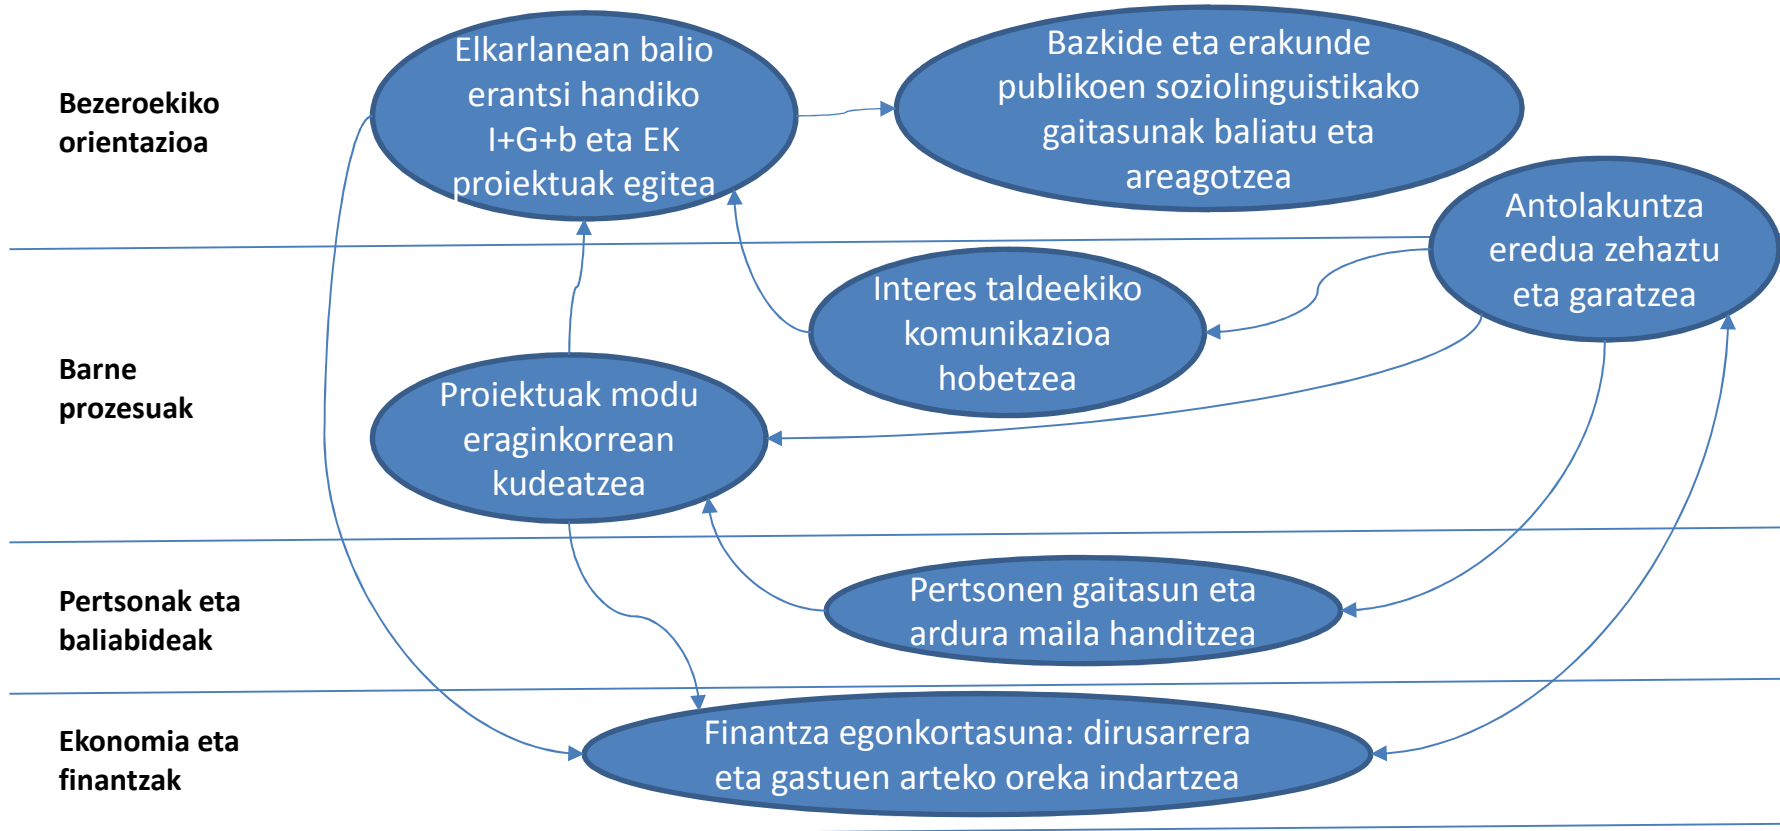 Bezeroekiko
orientazioa
Elkarlanean balio
erantsi handiko
I+G+b eta EK
proiektuak egitea
Bazkide eta erakunde
publikoen soziolinguistikako
gaitasunak baliatu eta
areagotzea
Antolakuntza
eredua zehaztu
eta garatzea
Barne
prozesuak
Interes taldeekiko
komunikazioa
hobetzea
Proiektuak modu
eraginkorrean
kudeatzea
Pertsonak eta
baliabideak
Pertsonen gaitasun eta
ardura maila handitzea
Ekonomia eta
finantzak
Finantza egonkortasuna: dirusarrera
eta gastuen arteko oreka indartzea